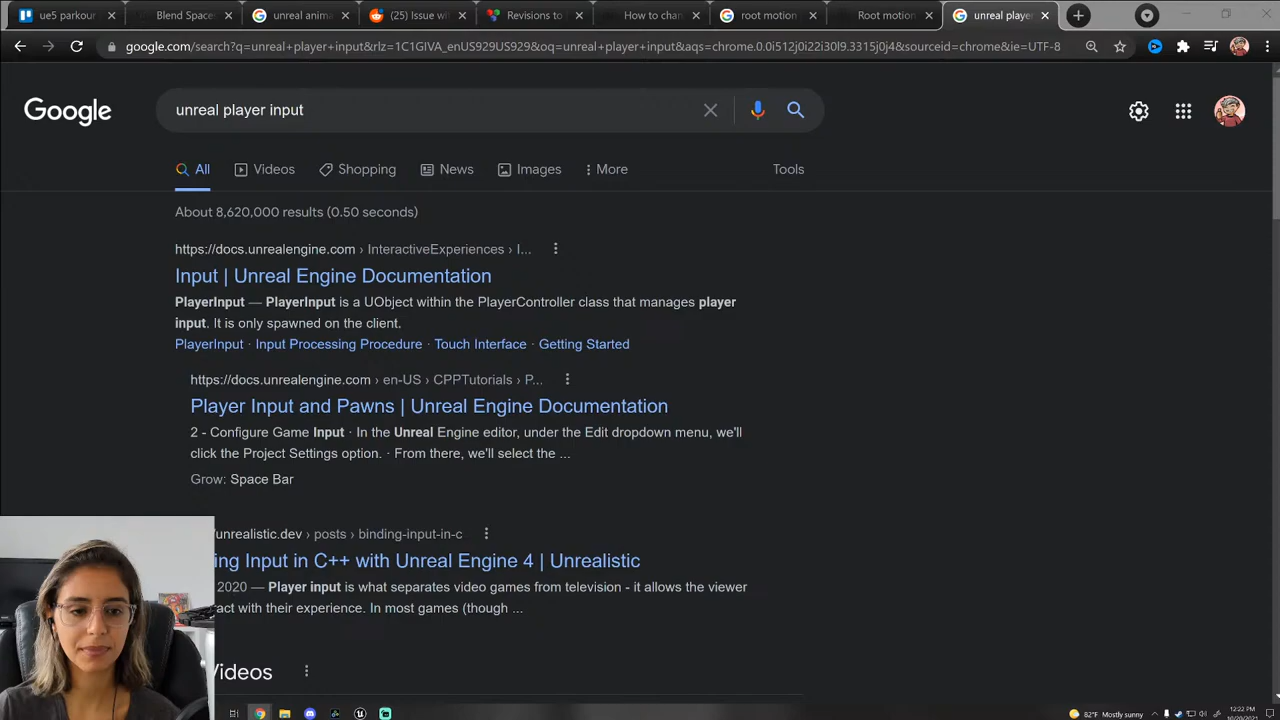 ue5 parkour
Blend Space
unreal anima
(25) Issue wit
Revisions to
How to chan
root motion
Root motion
unreal player
google.com/search?q=unreal+player+input&rlz=1C1GIVA_enUS929US929&oq=unreal+player+input&aqs=chrome.0.0i512j0i22i30l9.3315j0j4&sourceid=chrome&ie=UTF-8
Google
unreal player input
All
Videos
Shopping
News
Images
More
Tools
About 8,620,000 results (0.50 seconds)
https://docs.unrealengine.com › InteractiveExperiences › I...
Input | Unreal Engine Documentation
PlayerInput — PlayerInput is a UObject within the PlayerController class that manages player
input. It is only spawned on the client.
PlayerInput · Input Processing Procedure · Touch Interface · Getting Started
https://docs.unrealengine.com › en-US › CPPTutorials › P...
Player Input and Pawns | Unreal Engine Documentation
2 - Configure Game Input · In the Unreal Engine editor, under the Edit dropdown menu, we'll
click the Project Settings option. · From there, we'll select the ...
Grow: Space Bar
/unrealistic.dev › posts › binding-input-in-c
ing Input in C++ with Unreal Engine 4 | Unrealistic
2020 — Player input is what separates video games from television - it allows the viewer
act with their experience. In most games (though ...
Videos
82°F Mostly sunny
12:22 PM
10/20/2021